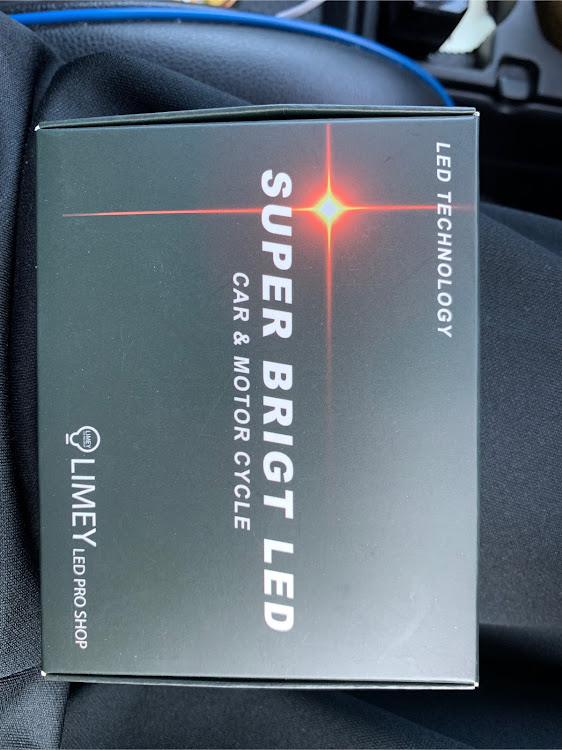 LED TECHNOLOGY
SUPER BRIGT LED
CAR & MOTOR CYCLE
LIMEY
LIMEY LED PRO SHOP